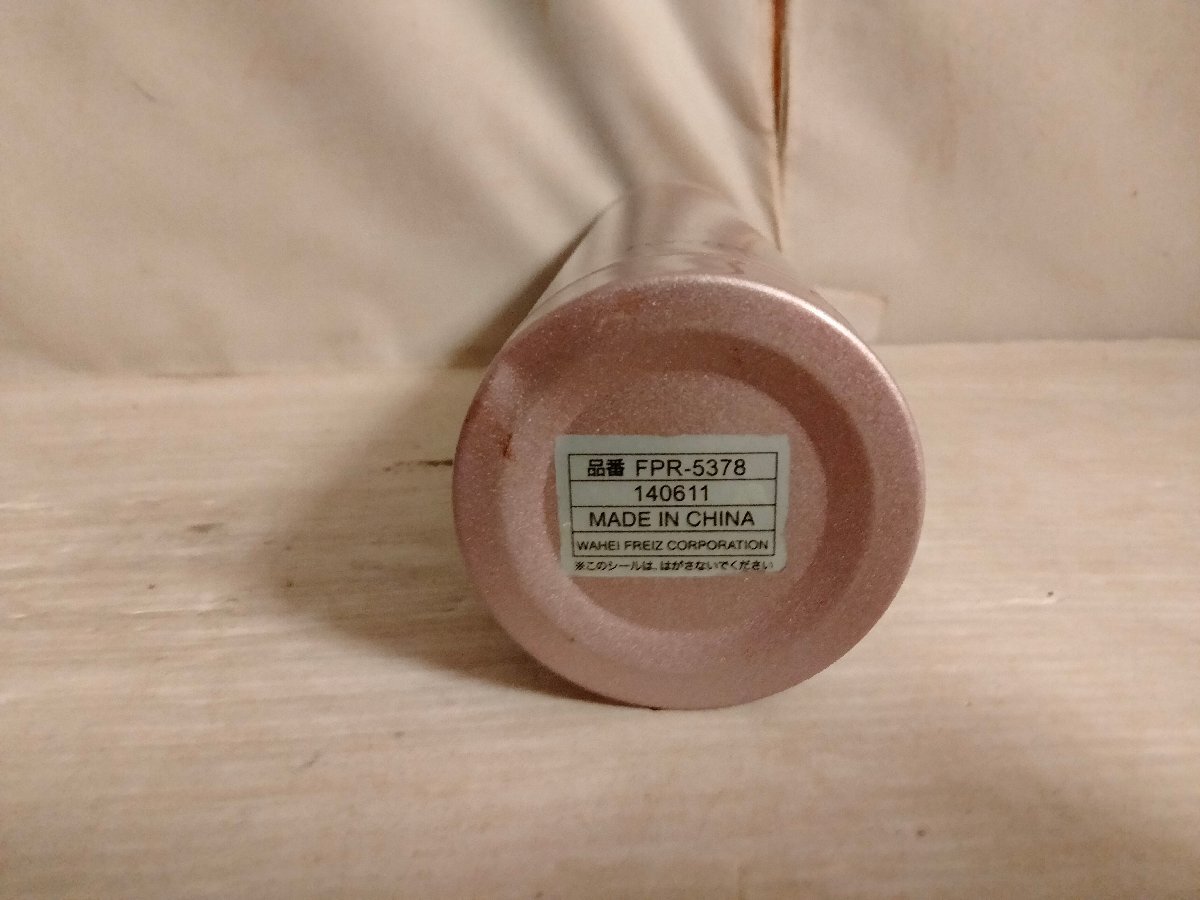 品番 FPR-5378
140611
MADE IN CHINA
WAHEI FREIZ CORPORATION
※このシールは、はがさないでください